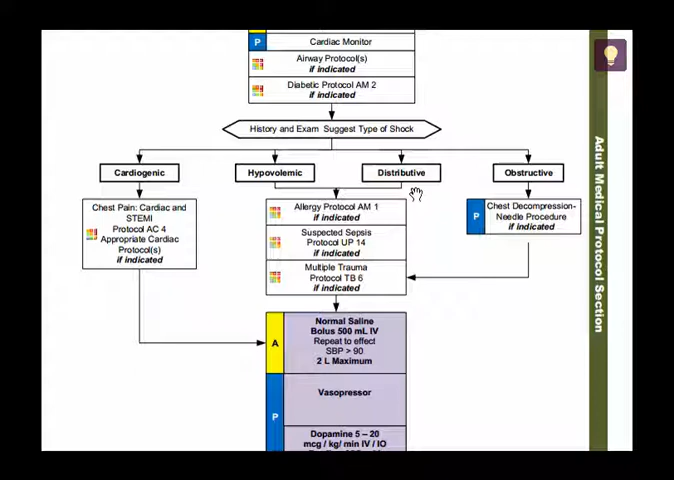 P
Cardiac Monitor
Airway Protocol(s)
if indicated
Diabetic Protocol AM 2
if indicated
History and Exam Suggest Type of Shock
Cardiogenic
Hypovolemic
Distributive
Obstructive
Chest Pain: Cardiac and
STEMI
Protocol AC 4
Appropriate Cardiac
Protocol(s)
if indicated
Allergy Protocol AM 1
if indicated
Suspected Sepsis
Protocol UP 14
if indicated
Multiple Trauma
Protocol TB 6
if indicated
P
Chest Decompression-
Needle Procedure
if indicated
A
Normal Saline
Bolus 500 mL IV
Repeat to effect
SBP > 90
2 L Maximum
P
Vasopressor
Dopamine 5 – 20
mcg / kg/ min IV / IO
Adult Medical Protocol Section